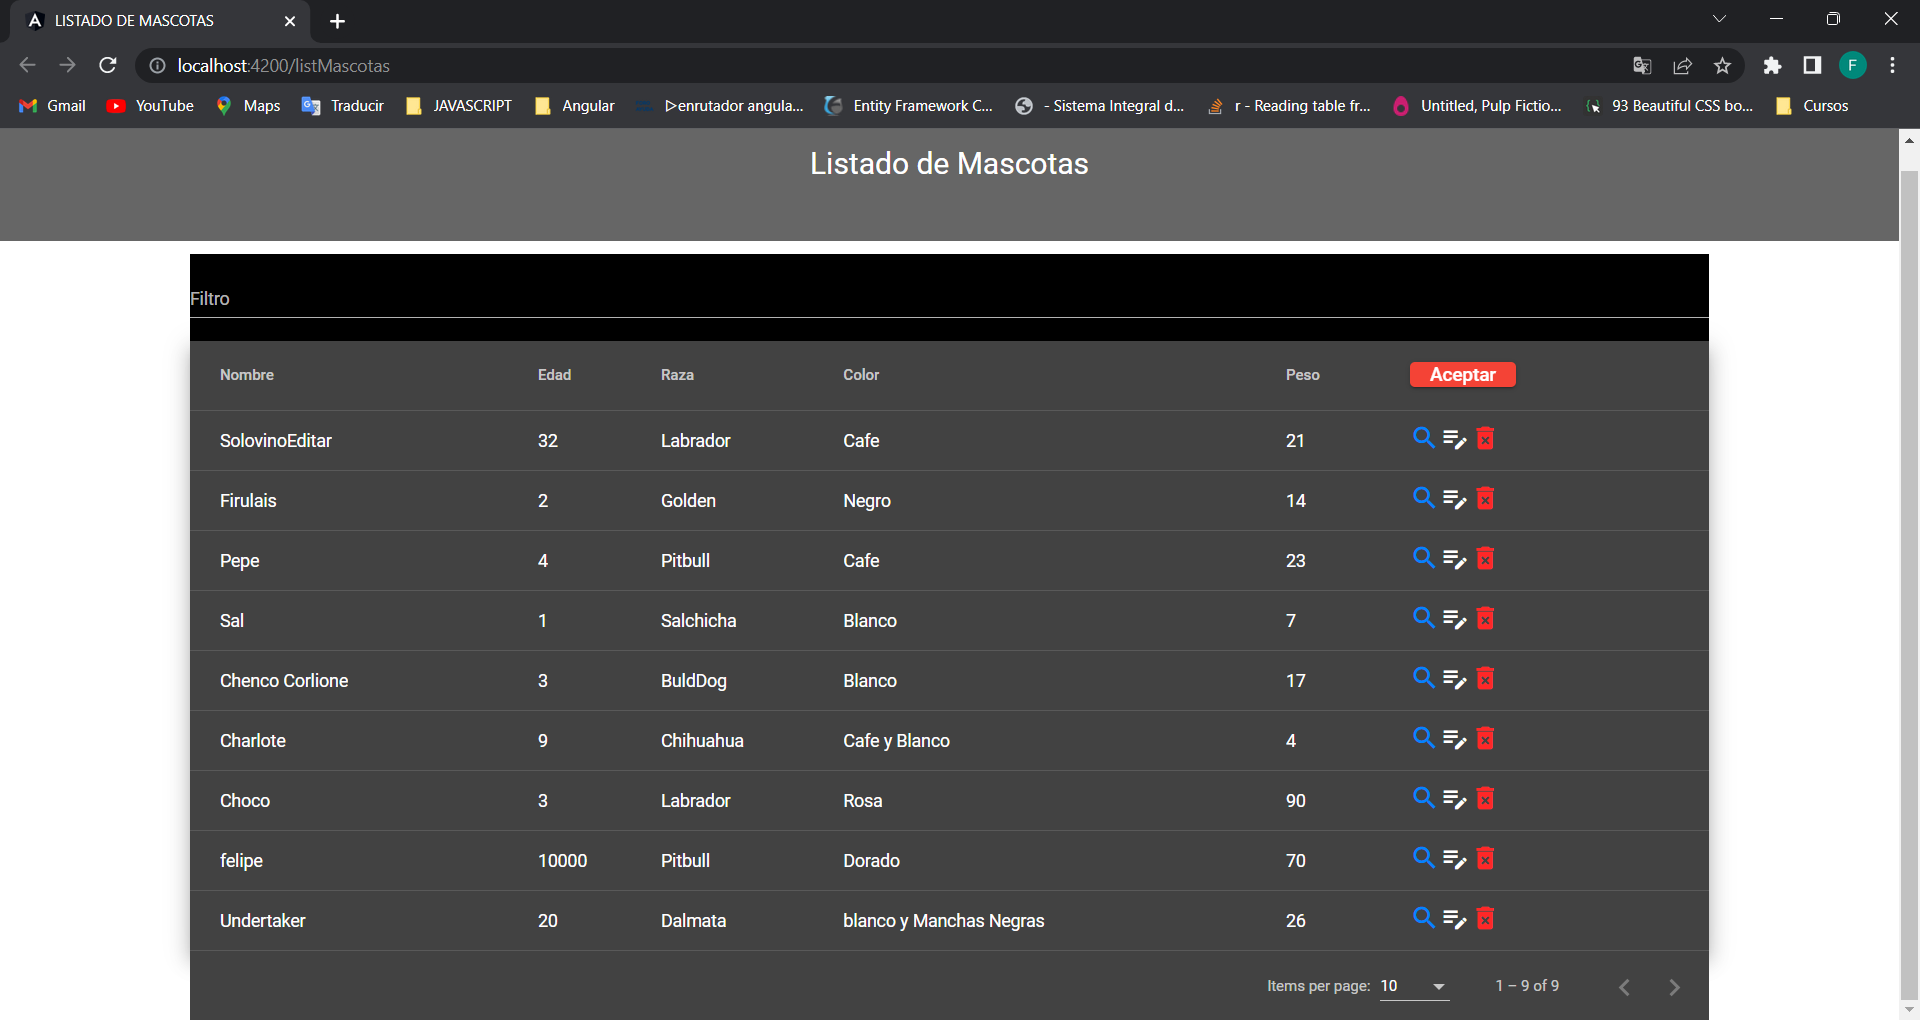 LISTADO DE MASCOTAS
localhost:4200/listMascotas
Gmail YouTube Maps Traducir JAVASCRIPT Angular ▷enrutador angula... Entity Framework C... - Sistema Integral d... r - Reading table fr... Untitled, Pulp Fictio... 93 Beautiful CSS bo... Cursos
F
Listado de Mascotas
Filtro
Nombre Edad Raza Color Peso Aceptar
SolovinoEditar 32 Labrador Cafe 21
Firulais 2 Golden Negro 14
Pepe 4 Pitbull Cafe 23
Sal 1 Salchicha Blanco 7
Chenco Corlione 3 BuldDog Blanco 17
Charlote 9 Chihuahua Cafe y Blanco 4
Choco 3 Labrador Rosa 90
felipe 10000 Pitbull Dorado 70
Undertaker 20 Dalmata blanco y Manchas Negras 26
Items per page: 10 1 – 9 of 9